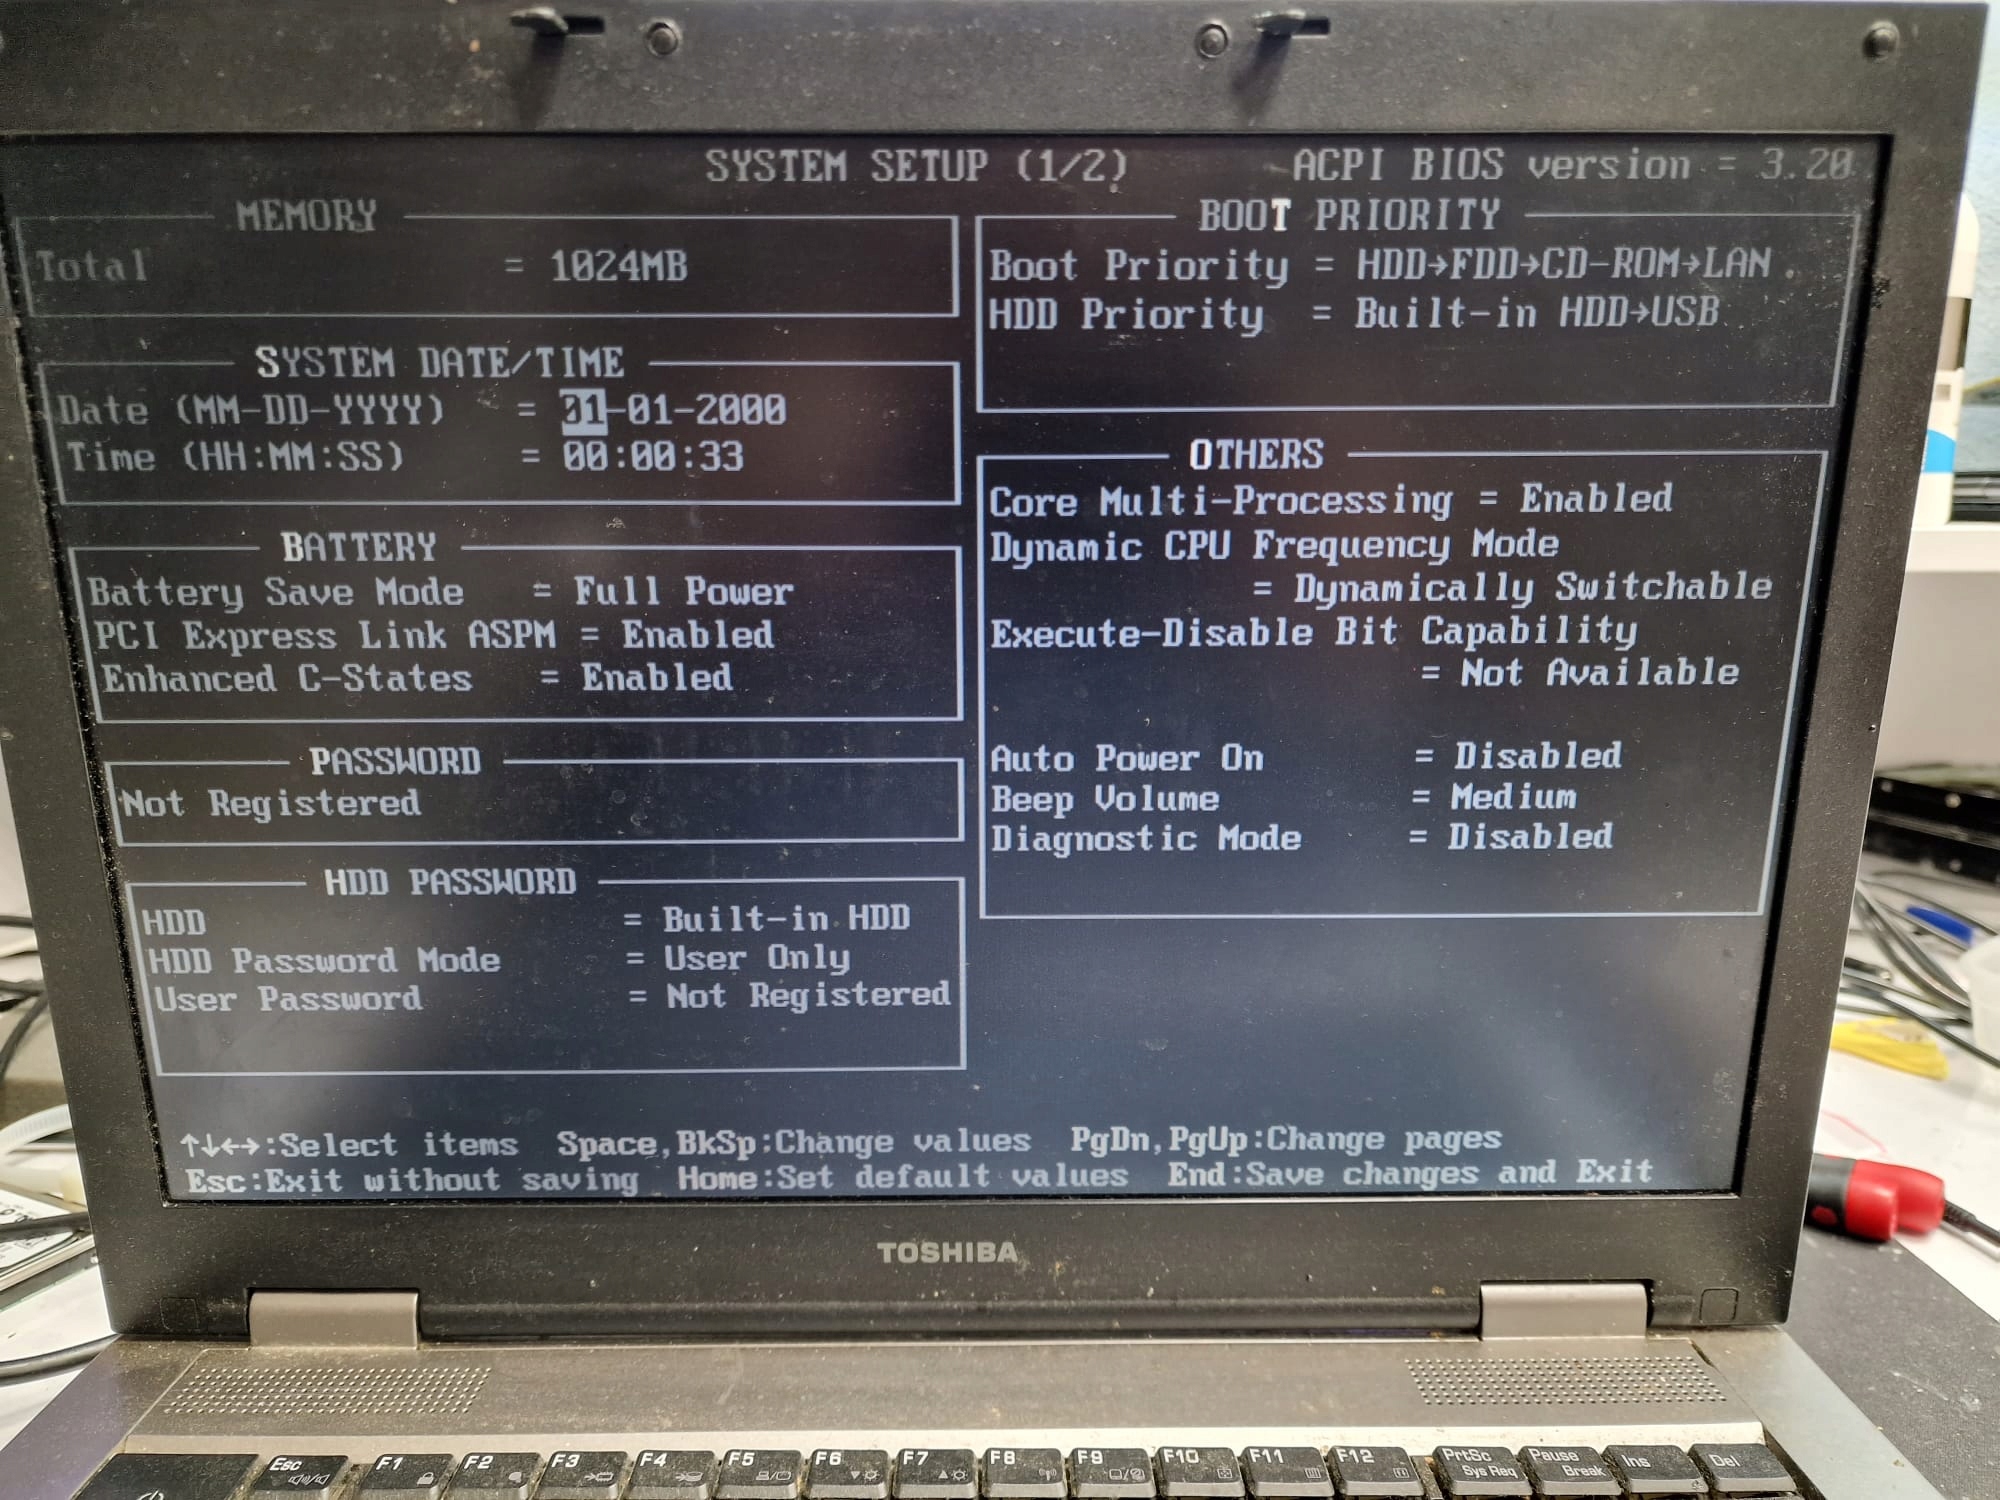 SYSTEM SETUP (1/2)
ACPI BIOS version = 3.20
MEMORY
Total = 1024MB
SYSTEM DATE/TIME
Date (MM-DD-YYYY) = 01-01-2000
Time (HH:MM:SS) = 00:00:33
BATTERY
Battery Save Mode = Full Power
PCI Express Link ASPM = Enabled
Enhanced C-States = Enabled
PASSWORD
Not Registered
HDD PASSWORD
HDD = Built-in HDD
HDD Password Mode = User Only
User Password = Not Registered
BOOT PRIORITY
Boot Priority = HDD→FDD→CD-ROM→LAN
HDD Priority = Built-in HDD→USB
OTHERS
Core Multi-Processing = Enabled
Dynamic CPU Frequency Mode
= Dynamically Switchable
Execute-Disable Bit Capability
= Not Available
Auto Power On = Disabled
Beep Volume = Medium
Diagnostic Mode = Disabled
↑↓←→:Select items Space,BkSp:Change values PgDn,PgUp:Change pages
Esc:Exit without saving Home:Set default values End:Save changes and Exit
TOSHIBA
Esc F1 F2 F3 F4 F5 F6 F7 F8 F9 F10 F11 F12 PrtSc Pause Ins Del
Sys Req Break